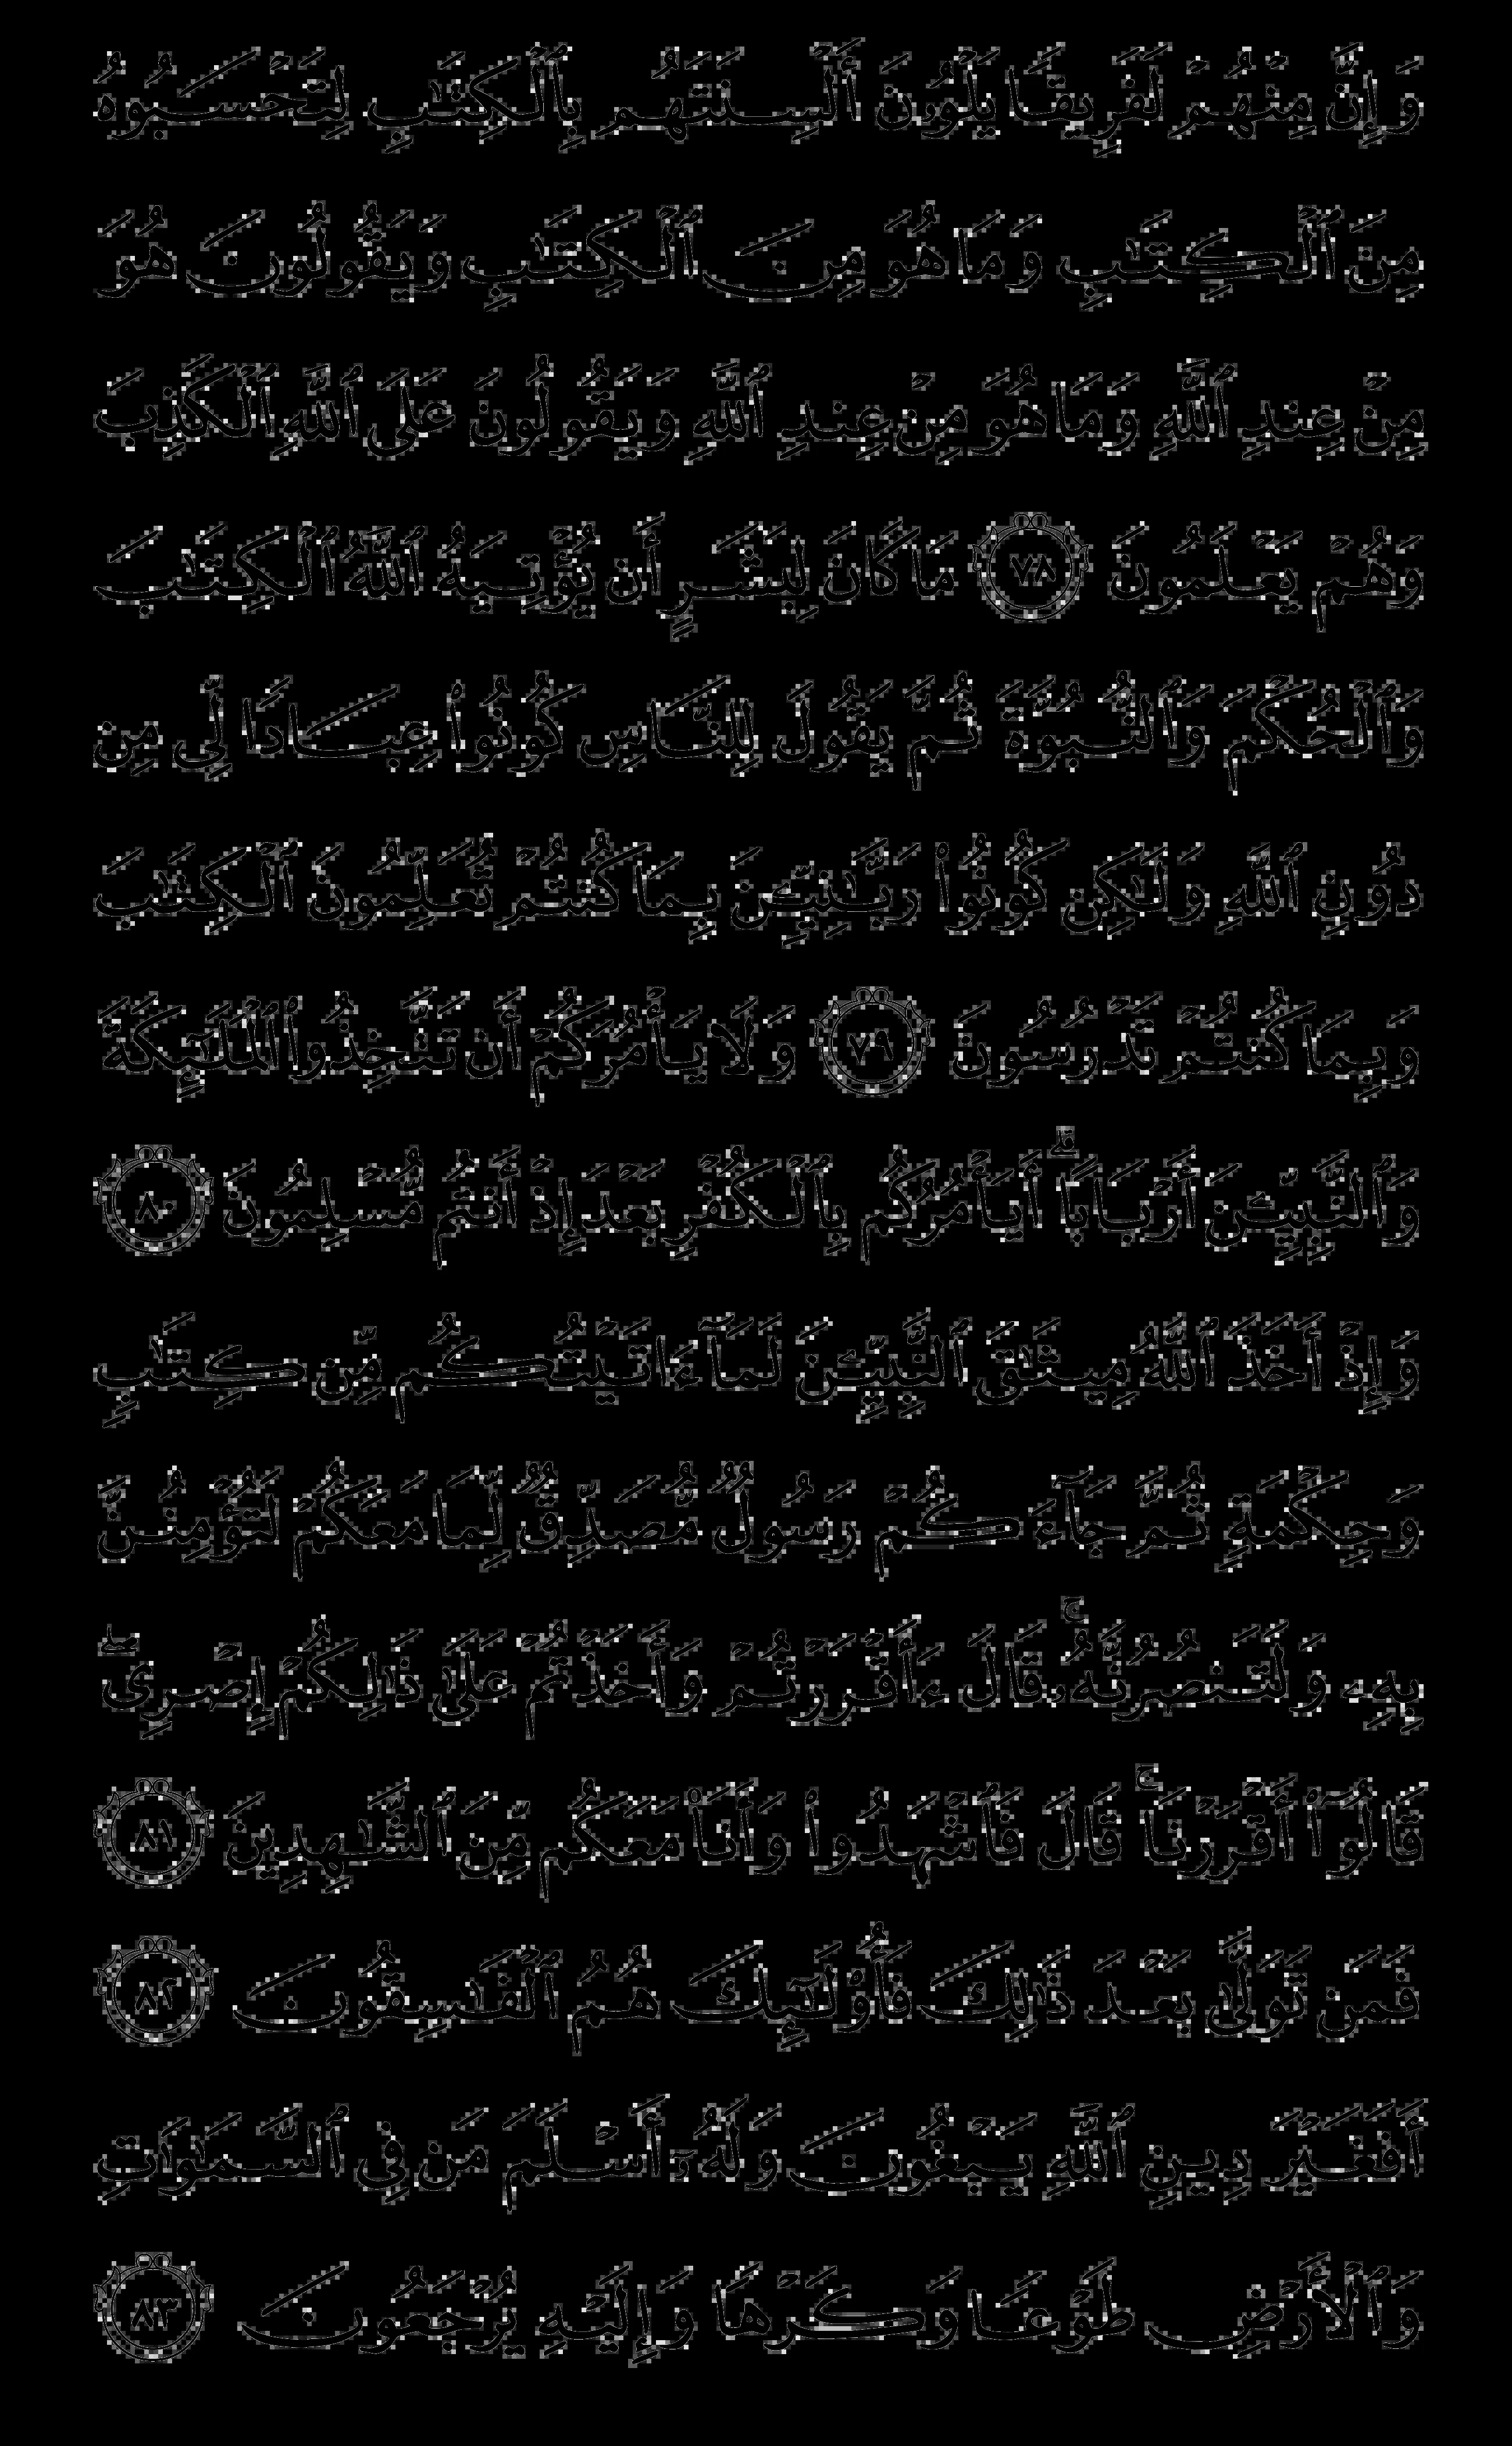 وَإِنَّ مِنْهُمْ لَفَرِيقًا يَلْوُۥنَ أَلْسِنَتَهُم بِٱلْكِتَٰبِ لِتَحْسَبُوهُ
مِنَ ٱلْكِتَٰبِ وَمَا هُوَ مِنَ ٱلْكِتَٰبِ وَيَقُولُونَ هُوَ
مِنْ عِندِ ٱللَّهِ وَمَا هُوَ مِنْ عِندِ ٱللَّهِ وَيَقُولُونَ عَلَى ٱللَّهِ ٱلْكَذِبَ
وَهُمْ يَعْلَمُونَ ٧٨ مَا كَانَ لِبَشَرٍ أَن يُؤْتِيَهُ ٱللَّهُ ٱلْكِتَٰبَ
وَٱلْحُكْمَ وَٱلنُّبُوَّةَ ثُمَّ يَقُولَ لِلنَّاسِ كُونُوا۟ عِبَادًا لِّى مِن
دُونِ ٱللَّهِ وَلَٰكِن كُونُوا۟ رَبَّٰنِيِّـۧنَ بِمَا كُنتُمْ تُعَلِّمُونَ ٱلْكِتَٰبَ
وَبِمَا كُنتُمْ تَدْرُسُونَ ٧٩ وَلَا يَأْمُرَكُمْ أَن تَتَّخِذُوا۟ ٱلْمَلَٰٓئِكَةَ
وَٱلنَّبِيِّـۧنَ أَرْبَابًا ۗ أَيَأْمُرُكُم بِٱلْكُفْرِ بَعْدَ إِذْ أَنتُم مُّسْلِمُونَ ٨٠
وَإِذْ أَخَذَ ٱللَّهُ مِيثَٰقَ ٱلنَّبِيِّـۧنَ لَمَآ ءَاتَيْتُكُم مِّن كِتَٰبٍ
وَحِكْمَةٍ ثُمَّ جَآءَكُمْ رَسُولٌ مُّصَدِّقٌ لِّمَا مَعَكُمْ لَتُؤْمِنُنَّ
بِهِۦ وَلَتَنصُرُنَّهُۥ ۚ قَالَ ءَأَقْرَرْتُمْ وَأَخَذْتُمْ عَلَىٰ ذَٰلِكُمْ إِصْرِى ۖ
قَالُوٓا۟ أَقْرَرْنَا ۚ قَالَ فَٱشْهَدُوا۟ وَأَنَا۠ مَعَكُم مِّنَ ٱلشَّٰهِدِينَ ٨١
فَمَن تَوَلَّىٰ بَعْدَ ذَٰلِكَ فَأُو۟لَٰٓئِكَ هُمُ ٱلْفَٰسِقُونَ ٨٢
أَفَغَيْرَ دِينِ ٱللَّهِ يَبْغُونَ وَلَهُۥٓ أَسْلَمَ مَن فِى ٱلسَّمَٰوَٰتِ
وَٱلْأَرْضِ طَوْعًا وَكَرْهًا وَإِلَيْهِ يُرْجَعُونَ ٨٣